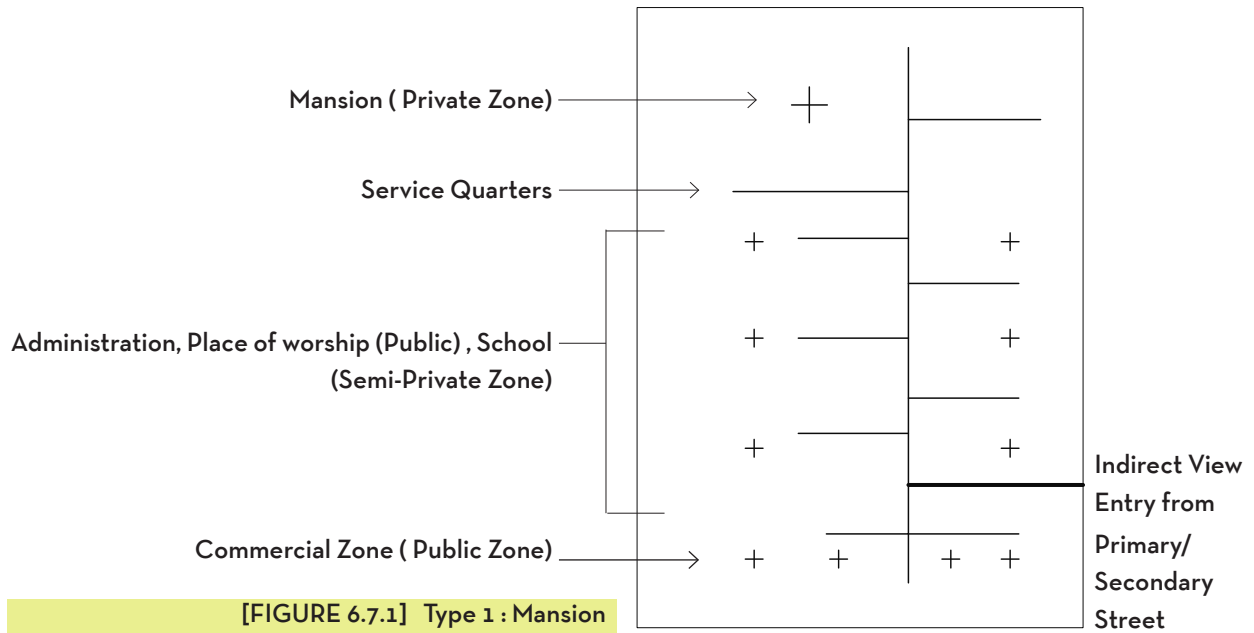 Mansion ( Private Zone)
Service Quarters
Administration, Place of worship (Public) , School
(Semi-Private Zone)
Commercial Zone ( Public Zone)
[FIGURE 6.7.1] Type 1 : Mansion
Indirect View
Entry from
Primary/
Secondary
Street